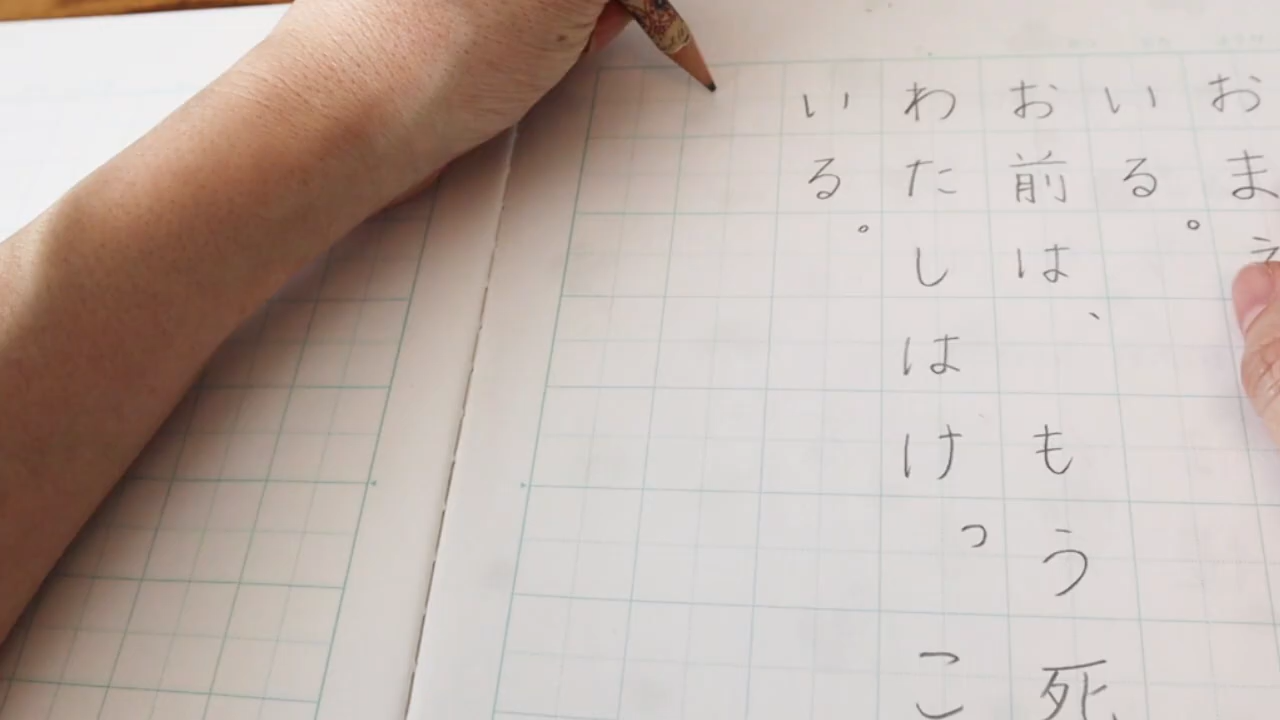 おまえ
いる。
お前は、もう死
わたしはけっこ
いる。